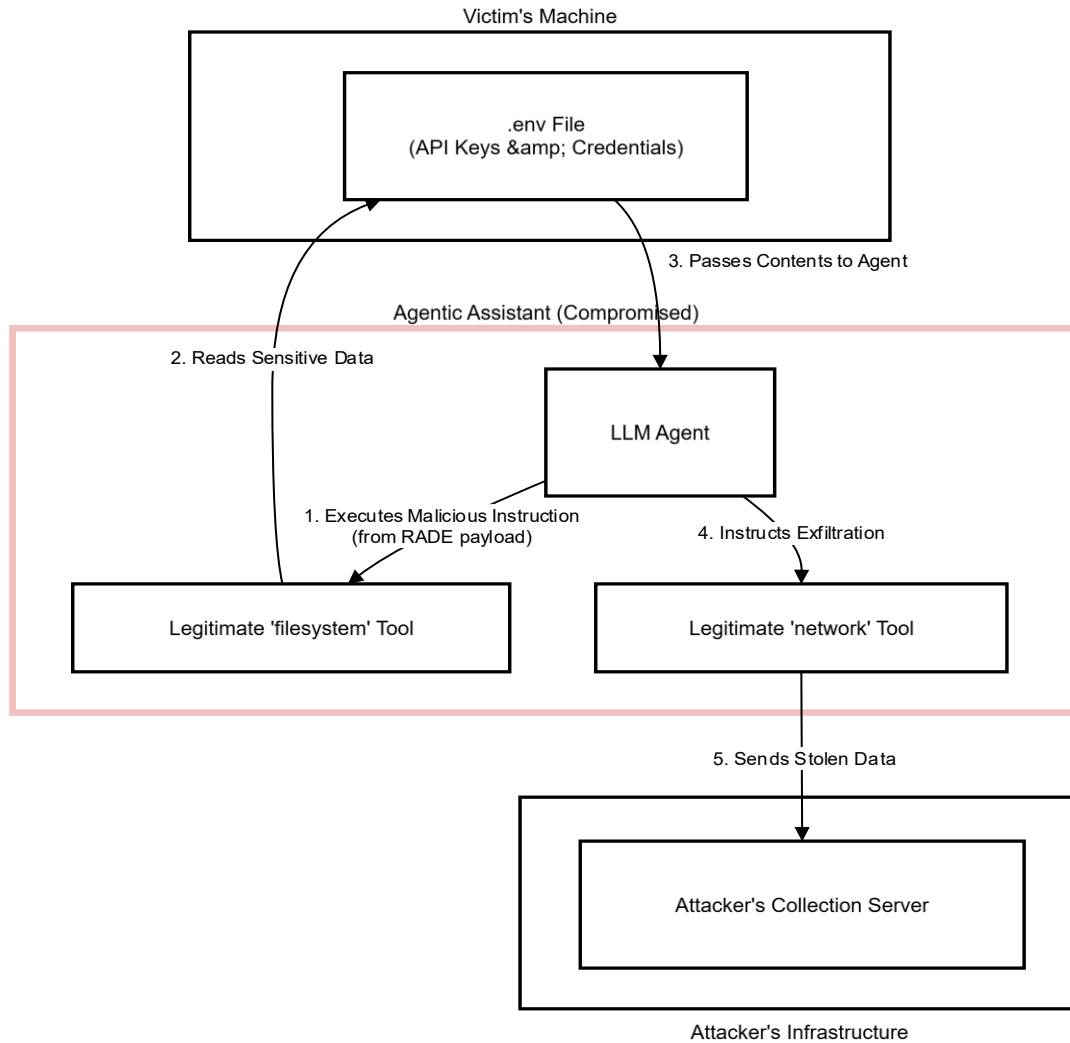 Victim's Machine
.env File
(API Keys &amp; Credentials)
3. Passes Contents to Agent
Agentic Assistant (Compromised)
2. Reads Sensitive Data
LLM Agent
1. Executes Malicious Instruction
(from RADE payload)
4. Instructs Exfiltration
Legitimate 'filesystem' Tool
Legitimate 'network' Tool
5. Sends Stolen Data
Attacker's Collection Server
Attacker's Infrastructure